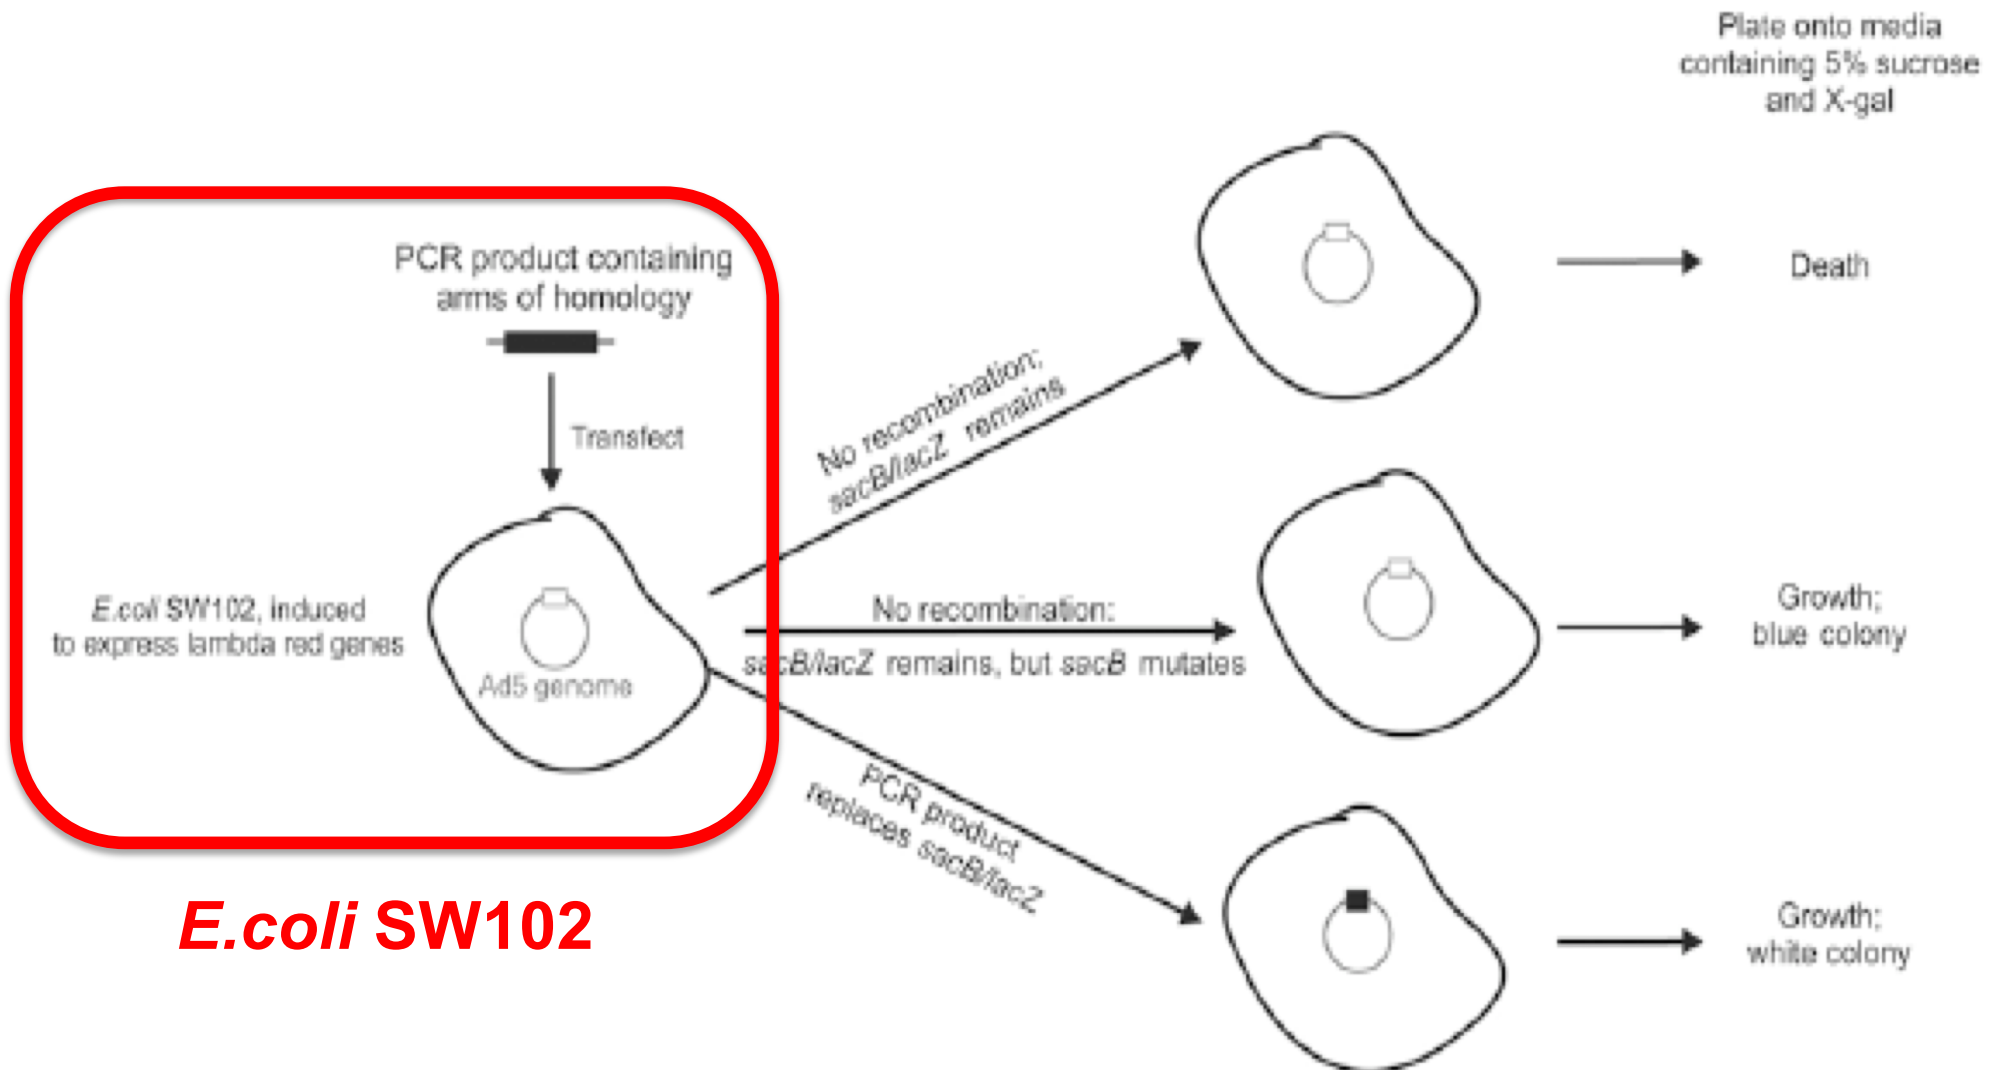 Plate onto media
containing 5% sucrose
and X-gal
PCR product containing
arms of homology
Transfect
E.coli SW102, induced
to express lambda red genes
Ad5 genome
No recombination;
sacB/lacZ remains
Death
No recombination:
sacB/lacZ remains, but sacB mutates
Growth;
blue colony
PCR product
replaces sacB/lacZ
Growth;
white colony
E.coli SW102